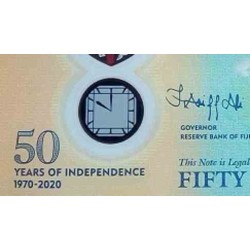 GOVERNOR
RESERVE BANK OF FIJI
50
YEARS OF INDEPENDENCE
1970-2020
This Note is Legal
FIFTY